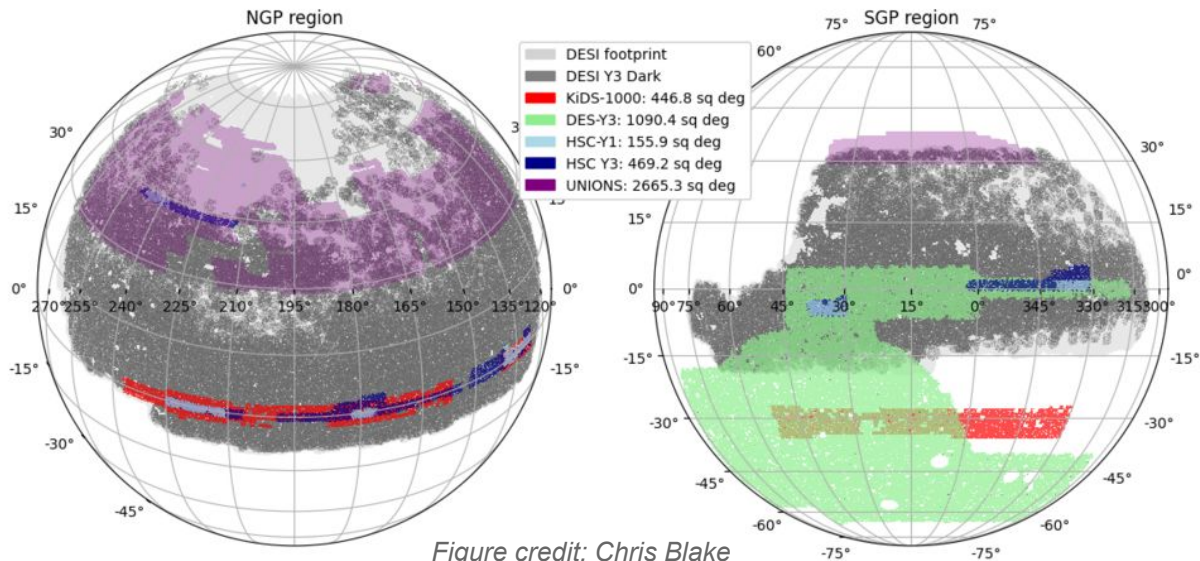 NGP region
SGP region
DESI footprint
DESI Y3 Dark
KiDS-1000: 446.8 sq deg
DES-Y3: 1090.4 sq deg
HSC-Y1: 155.9 sq deg
HSC Y3: 469.2 sq deg
UNIONS: 2665.3 sq deg
30°
15°
0°
270° 255° 240° 225° 210° 195° 180° 165° 150° 135° 120°
0°
-15°
-15°
-30°
-30°
-45°
75° 75°
60°
30°
30°
15°
15°
0°
90° 75° 60° 45° 30° 15° 0° 345° 330° 315° 300°
0°
-15°
-15°
-30°
-30°
-45°
-45°
-60°
-60°
-75°
-75°
Figure credit: Chris Blake